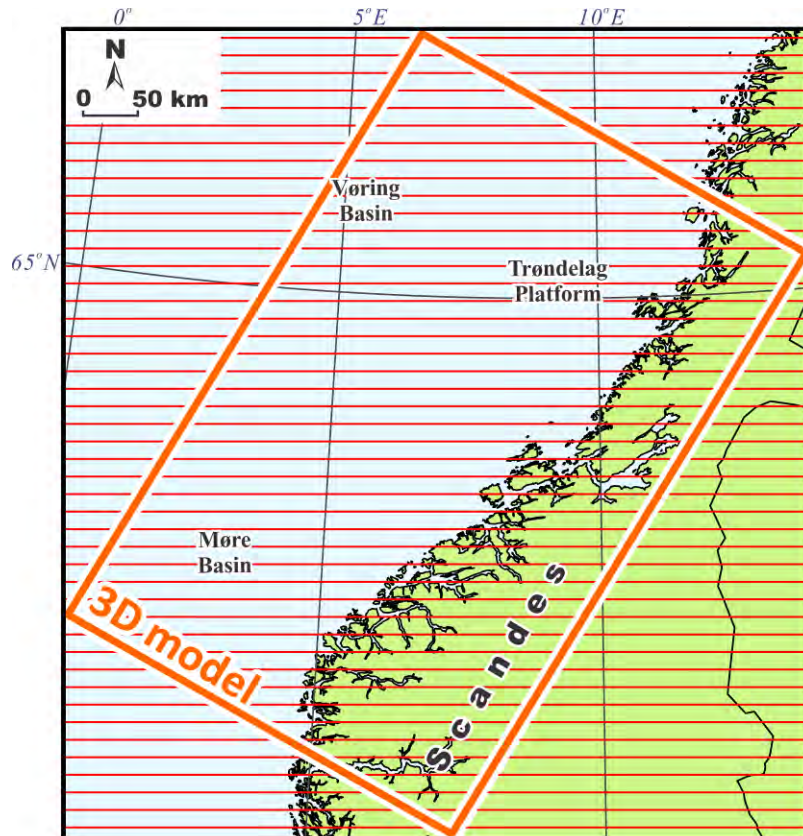 0° 5°E 10°E
N
0 50 km
Vøring
Basin
65°N
Trøndelag
Platform
Møre
Basin
3D model
Scandes